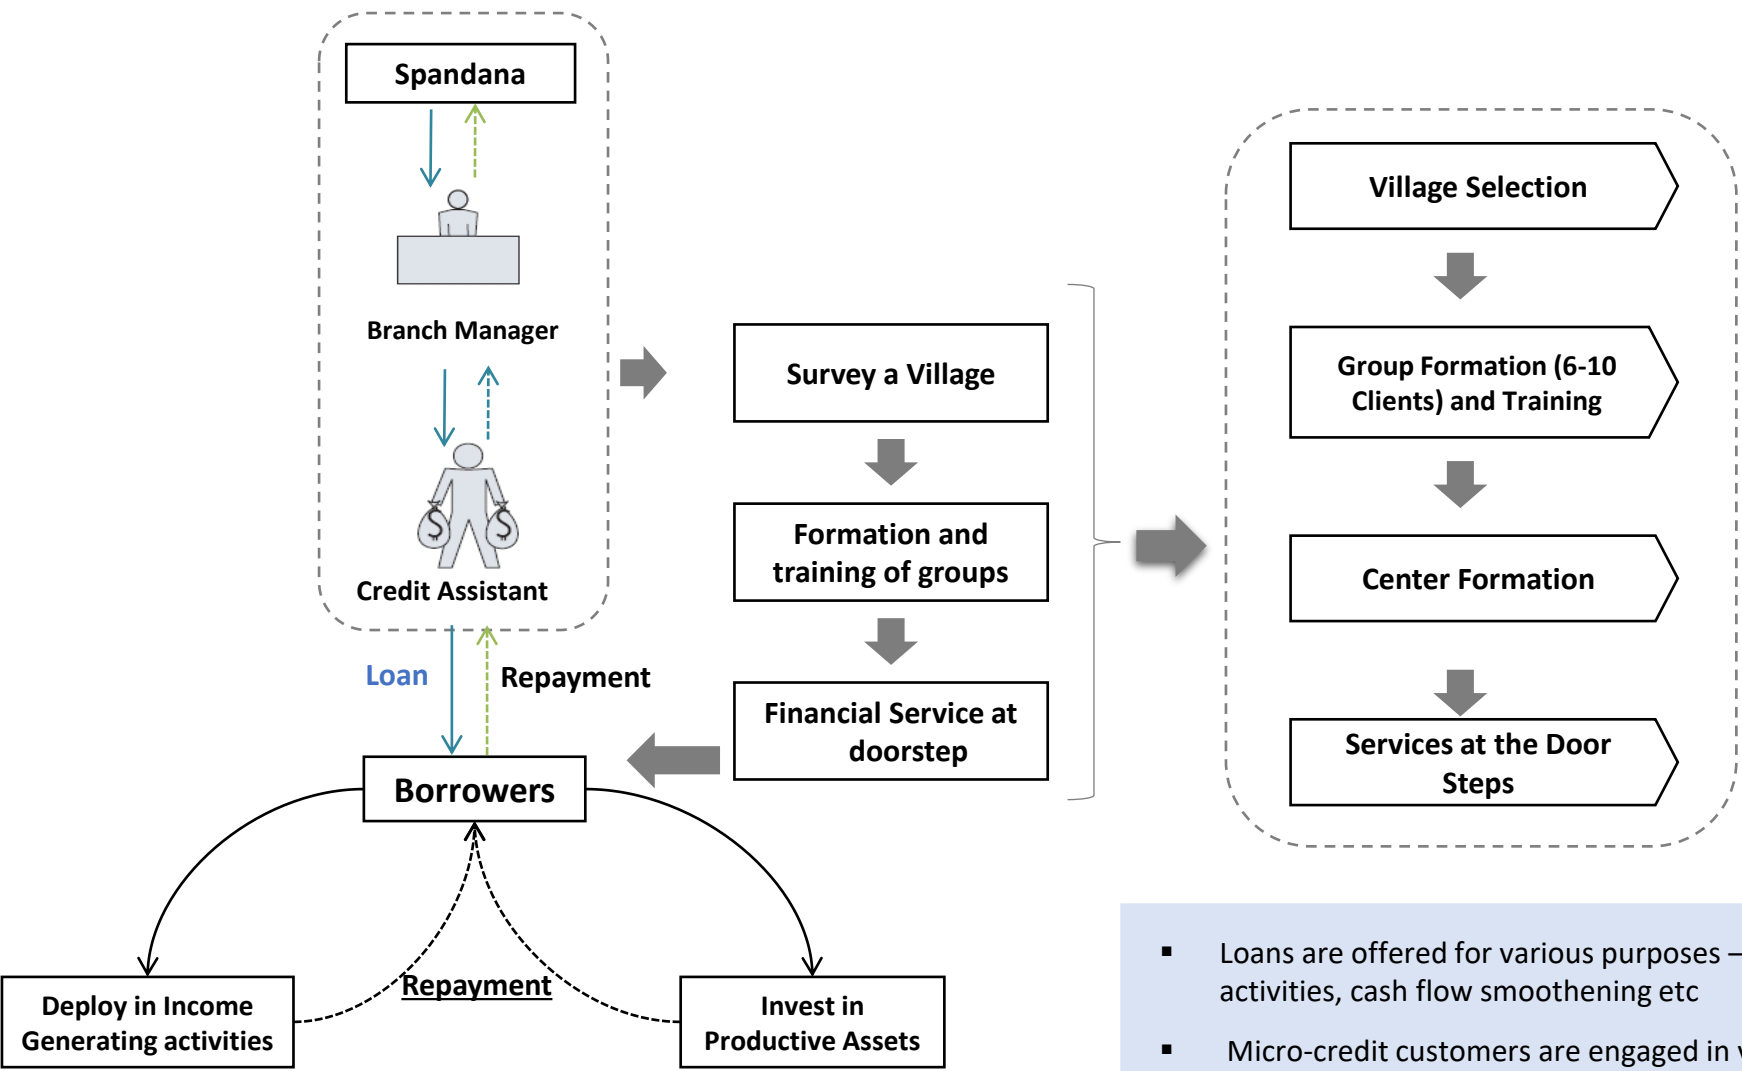 Spandana
Branch Manager
Credit Assistant
Loan
Repayment
Borrowers
Repayment
Deploy in Income
Generating activities
Invest in
Productive Assets
Survey a Village
Formation and
training of groups
Financial Service at
doorstep
Village Selection
Group Formation (6-10
Clients) and Training
Center Formation
Services at the Door
Steps
▪ Loans are offered for various purposes –
activities, cash flow smoothening etc
▪ Micro-credit customers are engaged in